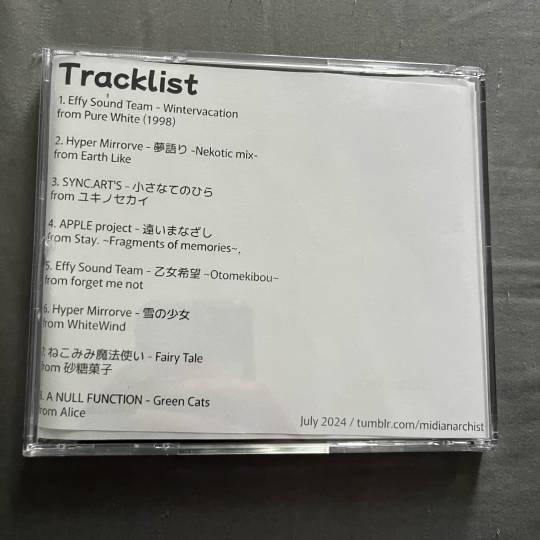 Tracklist
1. Effy Sound Team - Wintervacation
from Pure White (1998)
2. Hyper Mirrorve - 夢語り -Nekotic mix-
from Earth Like
3. SYNC.ART'S - 小さなてのひら
from ユキノセカイ
4. APPLE project - 遠いまなざし
from Stay. ~Fragments of memories~,
5. Effy Sound Team - 乙女希望 ~Otomekibou~
from forget me not
6. Hyper Mirrorve - 雪の少女
from WhiteWind
7. ねこみみ魔法使い - Fairy Tale
from 砂糖菓子
8. A NULL FUNCTION - Green Cats
from Alice
July 2024 / tumblr.com/midianarchist